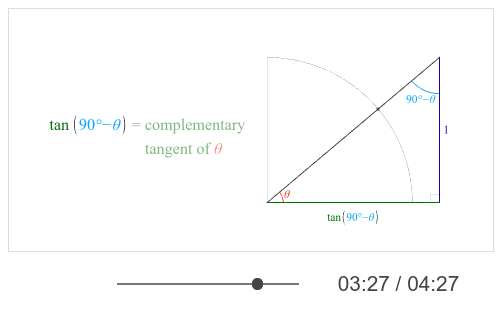 tan(90°−θ) = complementary
tangent of θ
θ
90°−θ
1
tan(90°−θ)
03:27 / 04:27